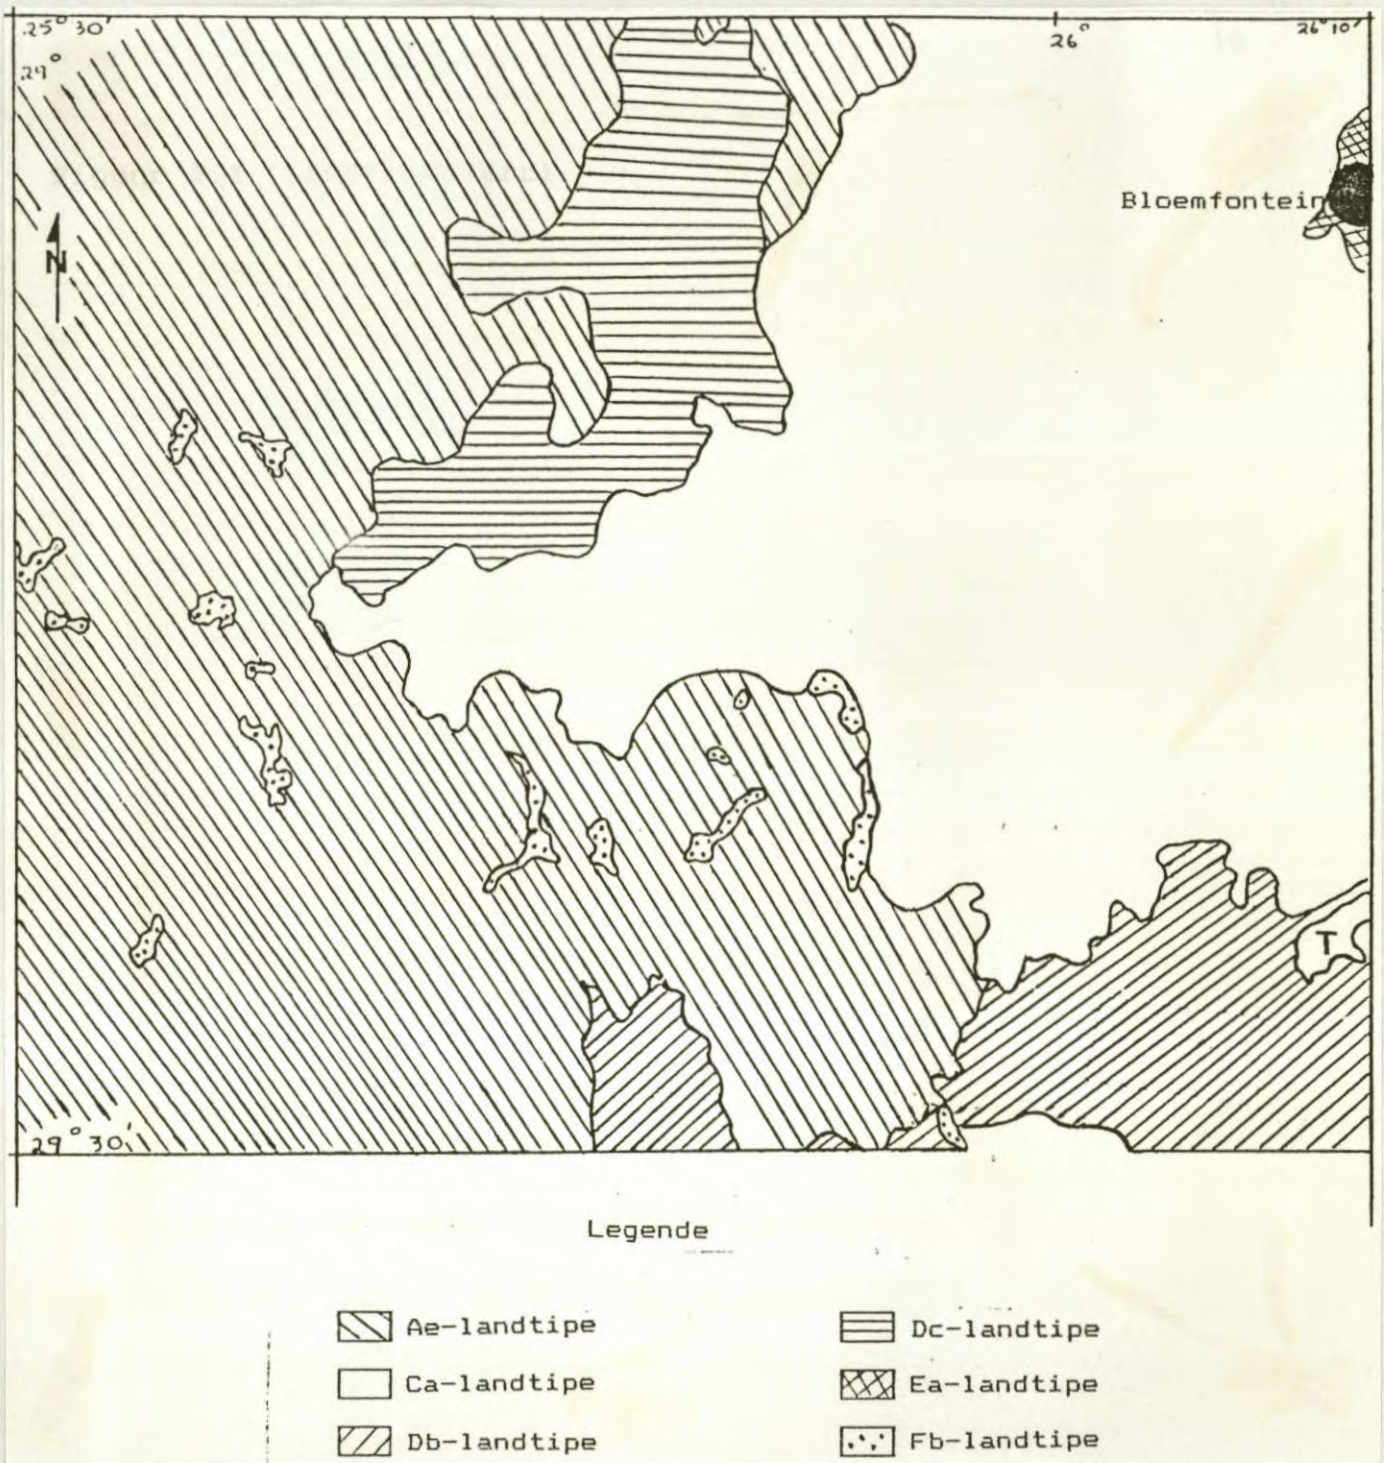 25° 30' 26° 26° 10'
29°
Bloemfontein
N
T
29° 30'
Legende
Ae-landtipe Dc-landtipe
Ca-landtipe Ea-landtipe
Db-landtipe Fb-landtipe